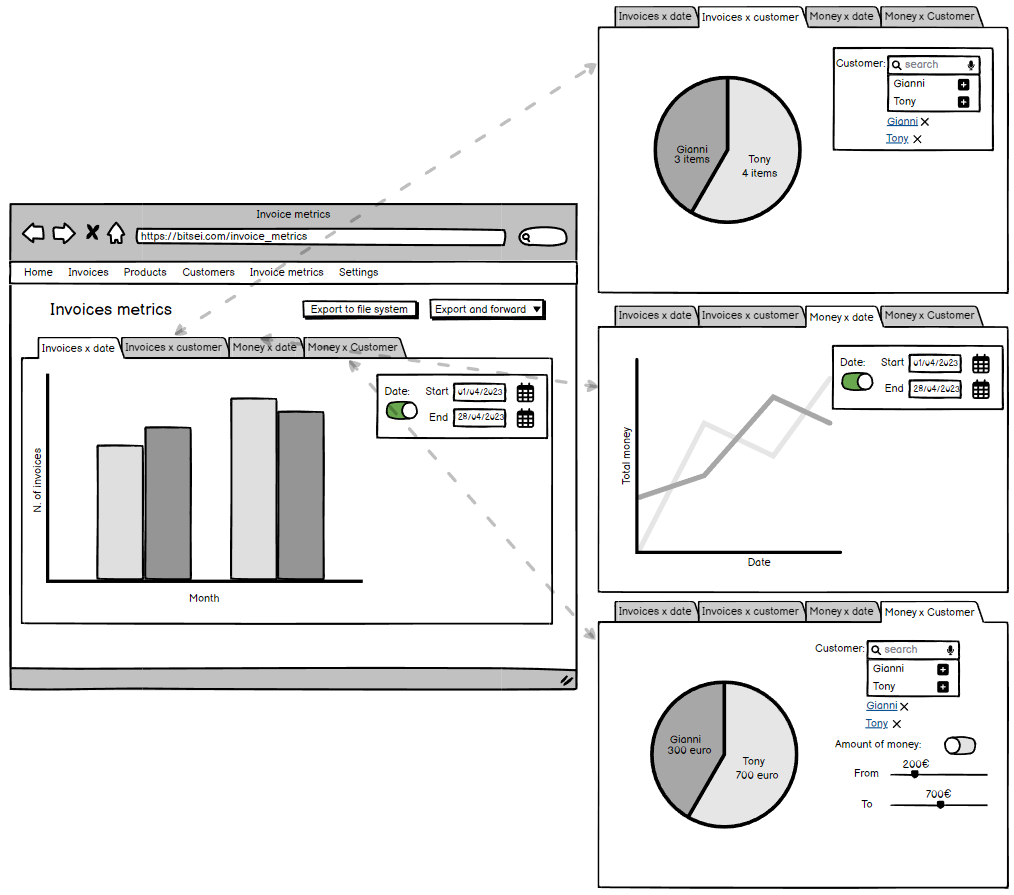 Invoice metrics
https://bitsei.com/invoice_metrics
Home Invoices Products Customers Invoice metrics Settings
Invoices metrics
Export to file system
Export and forward
Invoices x date Invoices x customer Money x date Money x Customer
Date:
Start 01/04/2023
End 28/04/2023
N. of invoices
Month
Invoices x date Invoices x customer Money x date Money x Customer
Customer: search
Gianni
Tony
Gianni
Tony
Gianni
3 items
Tony
4 items
Invoices x date Invoices x customer Money x date Money x Customer
Date:
Start 01/04/2023
End 28/04/2023
Total money
Date
Invoices x date Invoices x customer Money x date Money x Customer
Customer: search
Gianni
Tony
Gianni
Tony
Amount of money:
From 200€
To 700€
Gianni
300 euro
Tony
700 euro